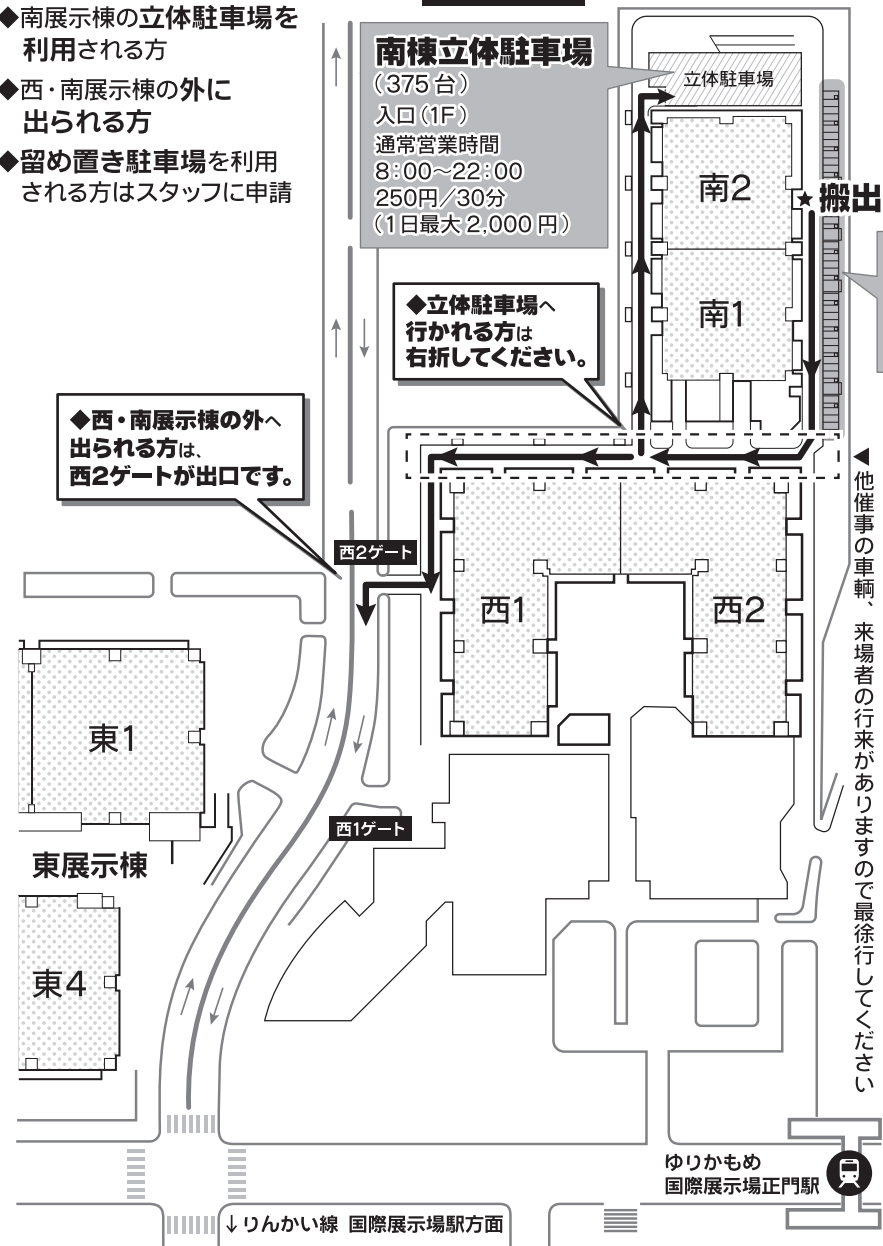 ◆南展示棟の立体駐車場を
利用される方
◆西・南展示棟の外に
出られる方
◆留め置き駐車場を利用
される方はスタッフに申請
南棟立体駐車場
(375台)
入口(1F)
通常営業時間
8:00～22:00
250円／30分
(1日最大2,000円)
立体駐車場
南2
★搬出
南1
◆立体駐車場へ
行かれる方は
右折してください。
◆西・南展示棟の外へ
出られる方は、
西2ゲートが出口です。
◀他催事の車輌、来場者の行来がありますので最徐行してください
西2ゲート
西1
西2
東1
西1ゲート
東展示棟
東4
ゆりかもめ
国際展示場正門駅
↓りんかい線 国際展示場駅方面